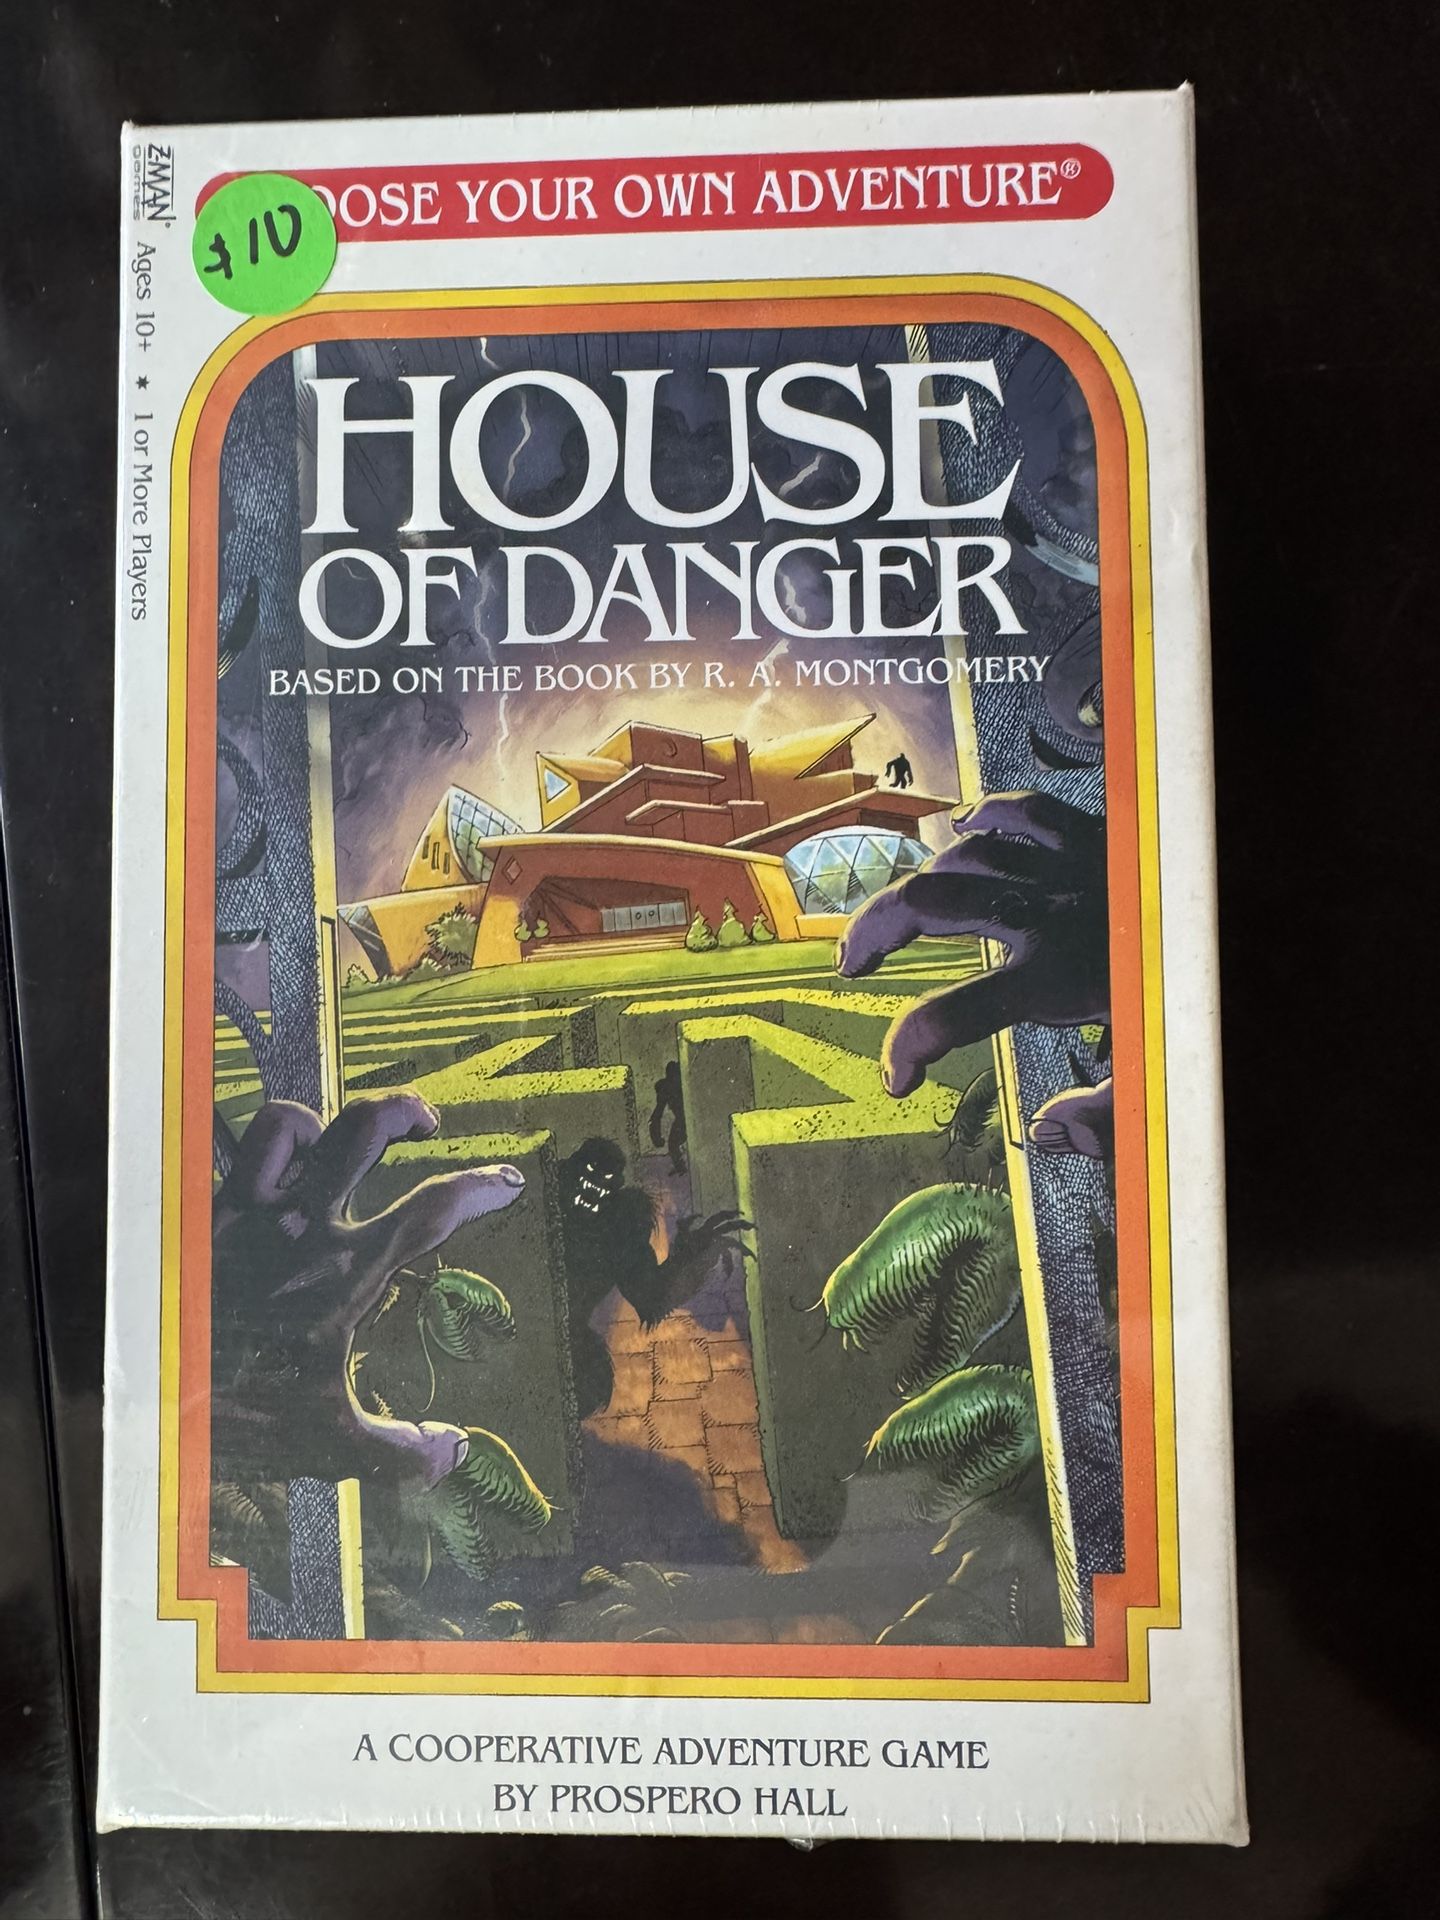 Z-MAN®
games
Ages 10+ ★ 1 or More Players
$10
OOSE YOUR OWN ADVENTURE®
HOUSE
OF DANGER
BASED ON THE BOOK BY R. A. MONTGOMERY
A COOPERATIVE ADVENTURE GAME
BY PROSPERO HALL